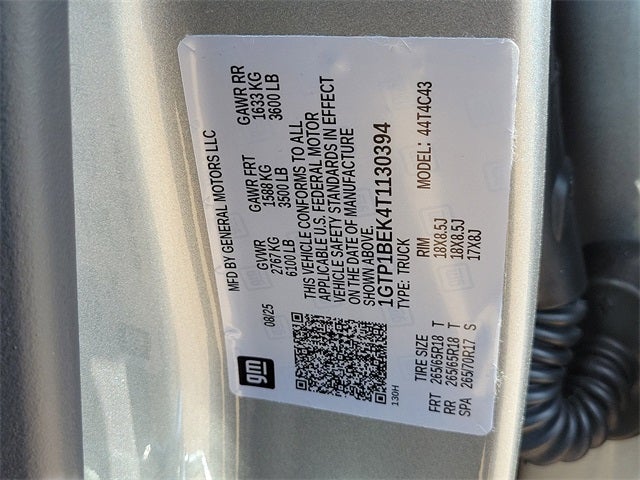 gm
MFD BY GENERAL MOTORS LLC
08/25
GVWR GAWR FRT GAWR RR
2767 KG 1588 KG 1633 KG
6100 LB 3500 LB 3600 LB
THIS VEHICLE CONFORMS TO ALL
APPLICABLE U.S. FEDERAL MOTOR
VEHICLE SAFETY STANDARDS IN EFFECT
ON THE DATE OF MANUFACTURE
SHOWN ABOVE.
1GTP1BEK4T1130394
TYPE: TRUCK MODEL: 44T4C43
130H
TIRE SIZE RIM
FRT 265/65R18 T 18X8.5J
RR 265/65R18 T 18X8.5J
SPA 265/70R17 S 17X8J